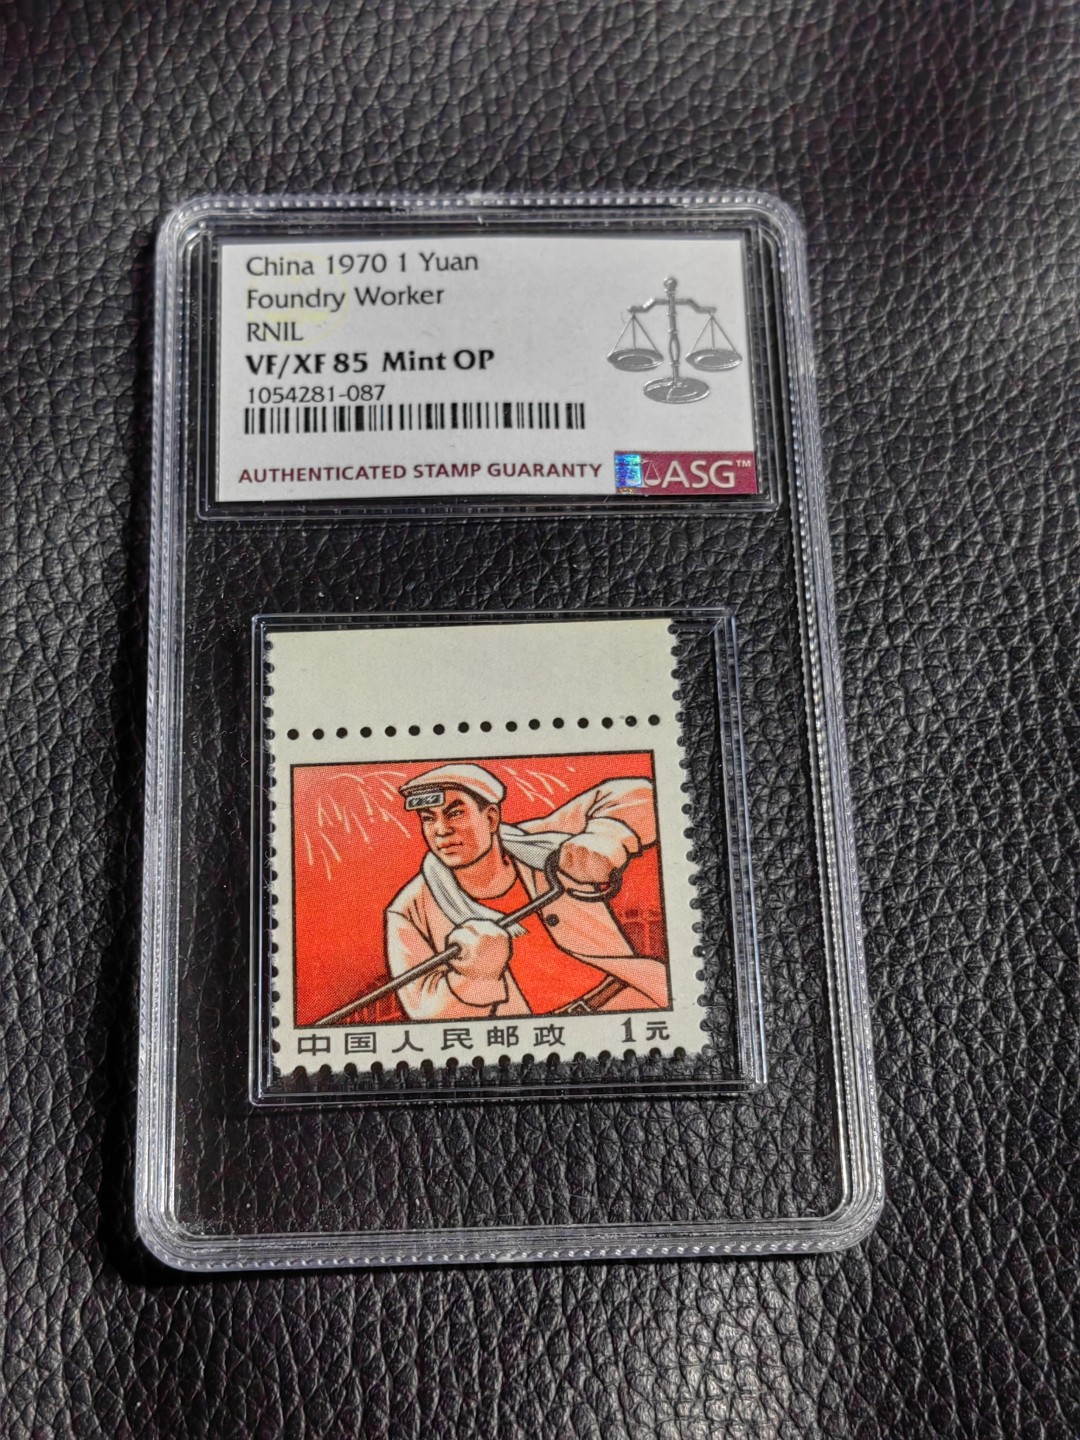 China 1970 1 Yuan
Foundry Worker
RNIL
VF/XF 85 Mint OP
1054281-087
AUTHENTICATED STAMP GUARANTY ASG™
中国人民邮政 1元